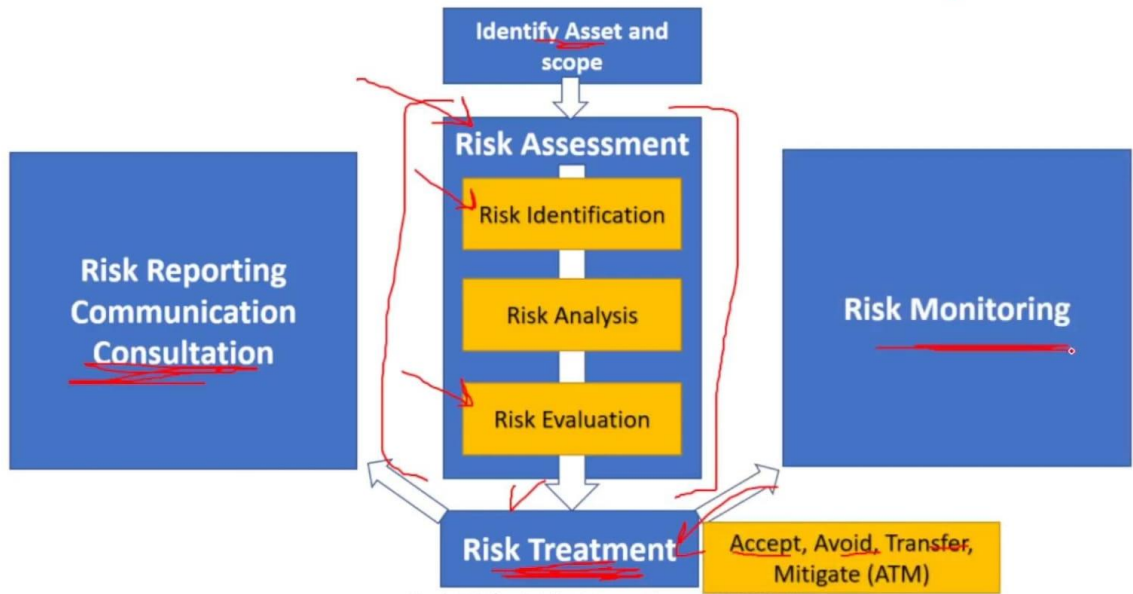 Identify Asset and
scope
Risk Assessment
Risk Identification
Risk Analysis
Risk Evaluation
Risk Reporting
Communication
Consultation
Risk Monitoring
Risk Treatment
Accept, Avoid, Transfer,
Mitigate (ATM)